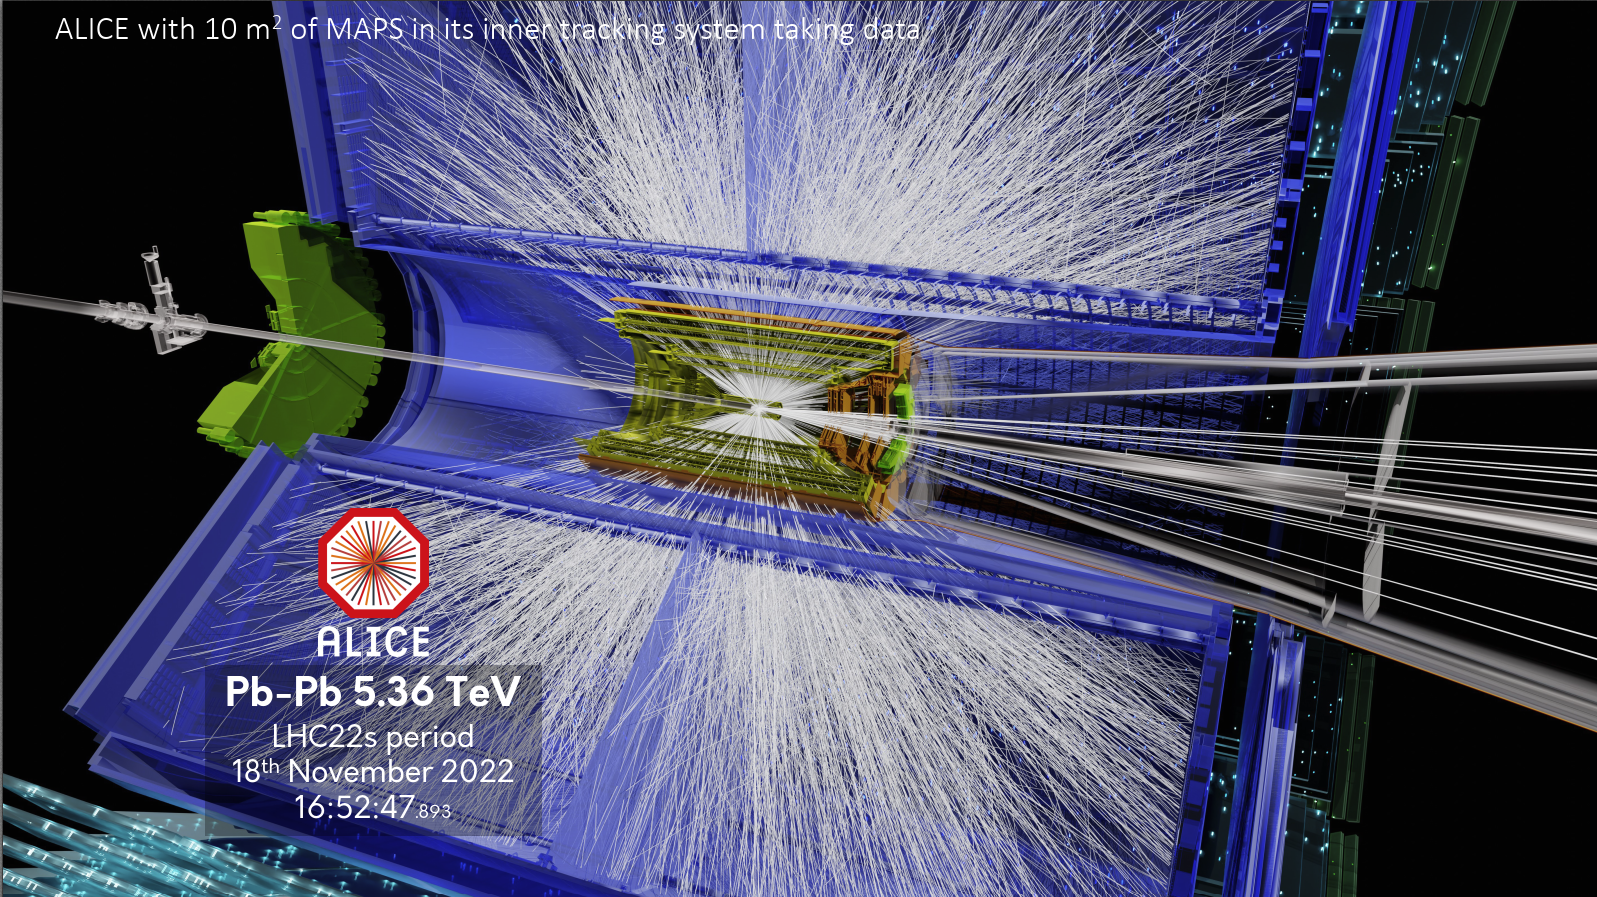 ALICE with 10 m² of MAPS in its inner tracking system taking data
ALICE
Pb-Pb 5.36 TeV
LHC22s period
18th November 2022
16:52:47.893